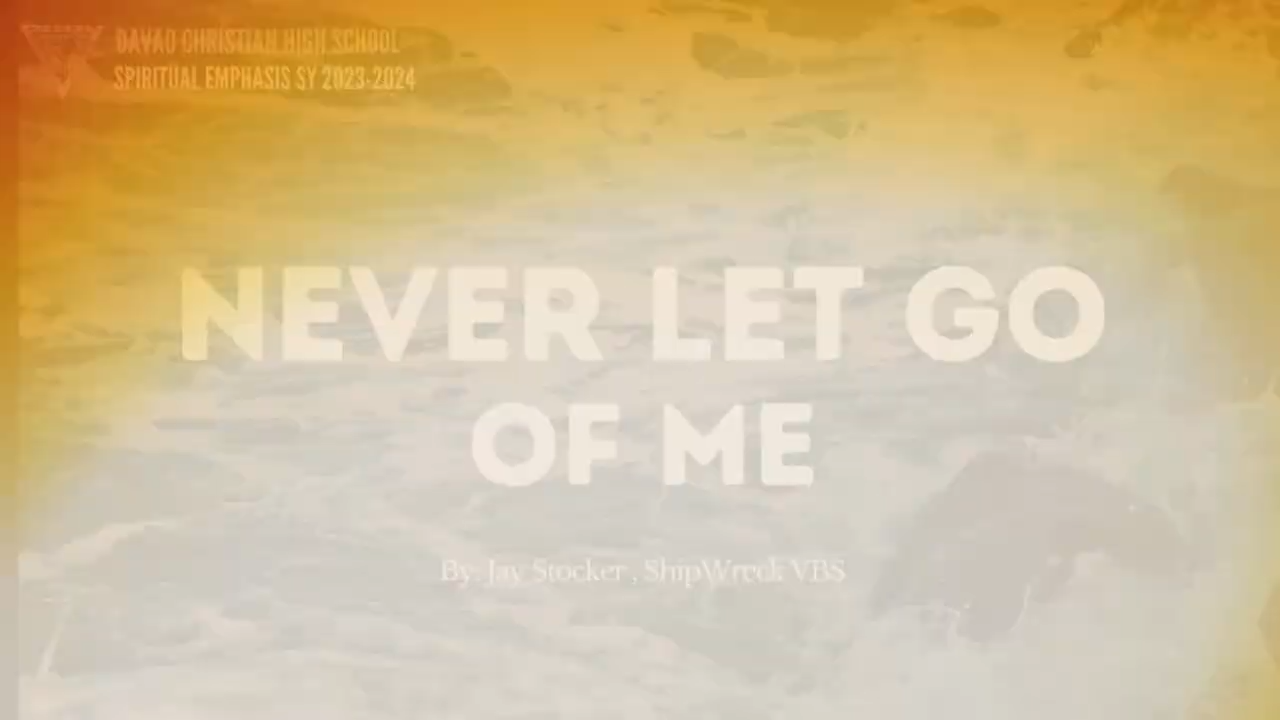 DAVAO CHRISTIAN HIGH SCHOOL
SPIRITUAL EMPHASIS SY 2023-2024
NEVER LET GO
OF ME
By: Jay Stocker , ShipWreck VBS